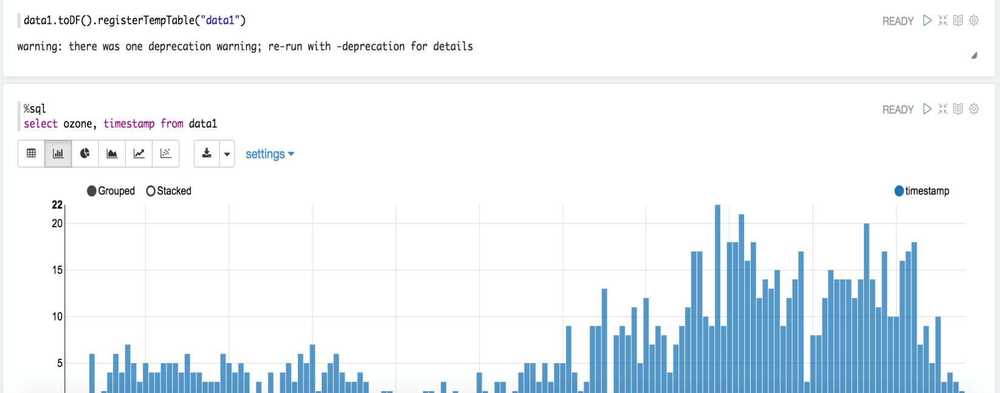 data1.toDF().registerTempTable("data1")
READY
warning: there was one deprecation warning; re-run with -deprecation for details
%sql
READY
select ozone, timestamp from data1
settings
Grouped Stacked
timestamp
22
20
15
10
5